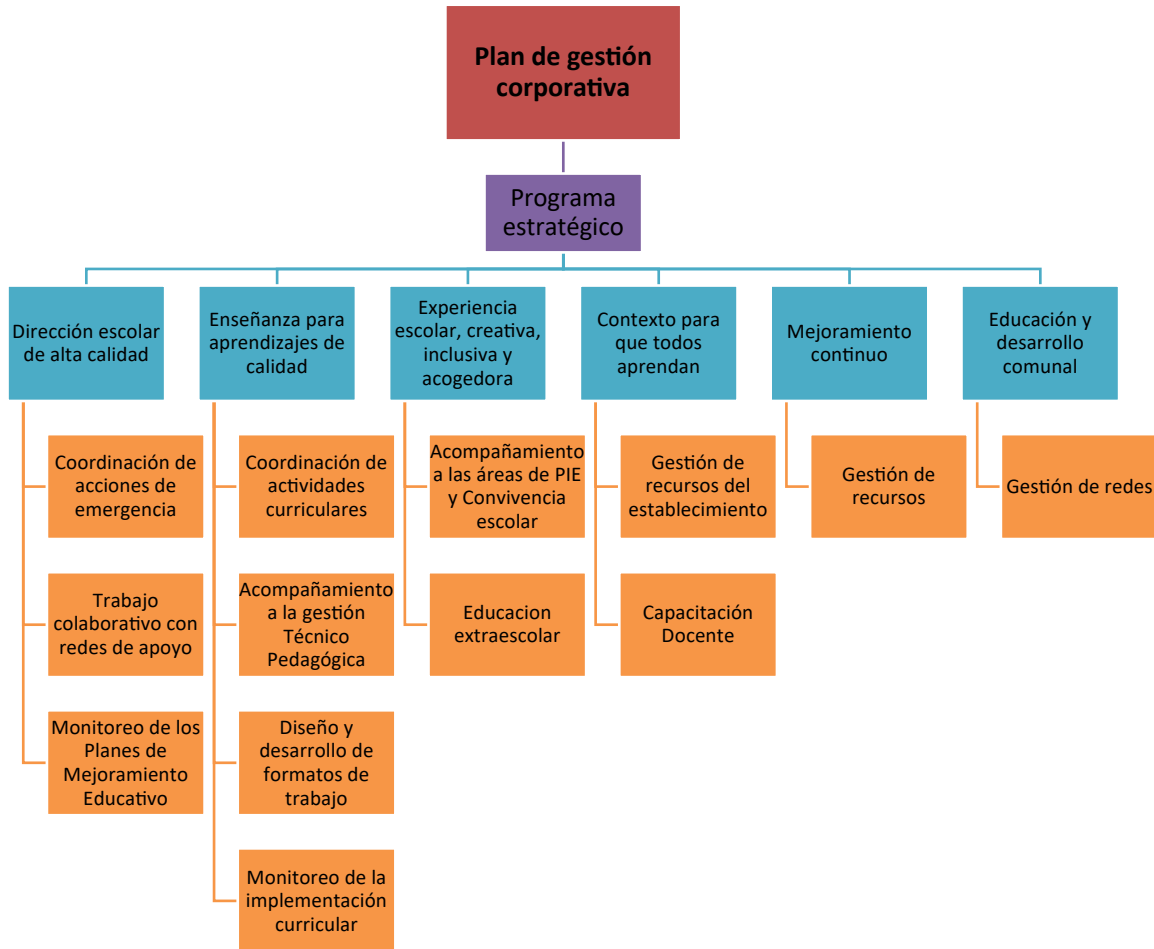 Plan de gestión
corporativa
Programa
estratégico
Dirección escolar
de alta calidad
Enseñanza para
aprendizajes de
calidad
Experiencia
escolar, creativa,
inclusiva y
acogedora
Contexto para
que todos
aprendan
Mejoramiento
continuo
Educación y
desarrollo
comunal
Coordinación de
acciones de
emergencia
Trabajo
colaborativo con
redes de apoyo
Monitoreo de los
Planes de
Mejoramiento
Educativo
Coordinación de
actividades
curriculares
Acompañamiento
a la gestión
Técnico
Pedagógica
Diseño y
desarrollo de
formatos de
trabajo
Monitoreo de la
implementación
curricular
Acompañamiento
a las áreas de PIE
y Convivencia
escolar
Educacion
extraescolar
Gestión de
recursos del
establecimiento
Capacitación
Docente
Gestión de
recursos
Gestión de redes